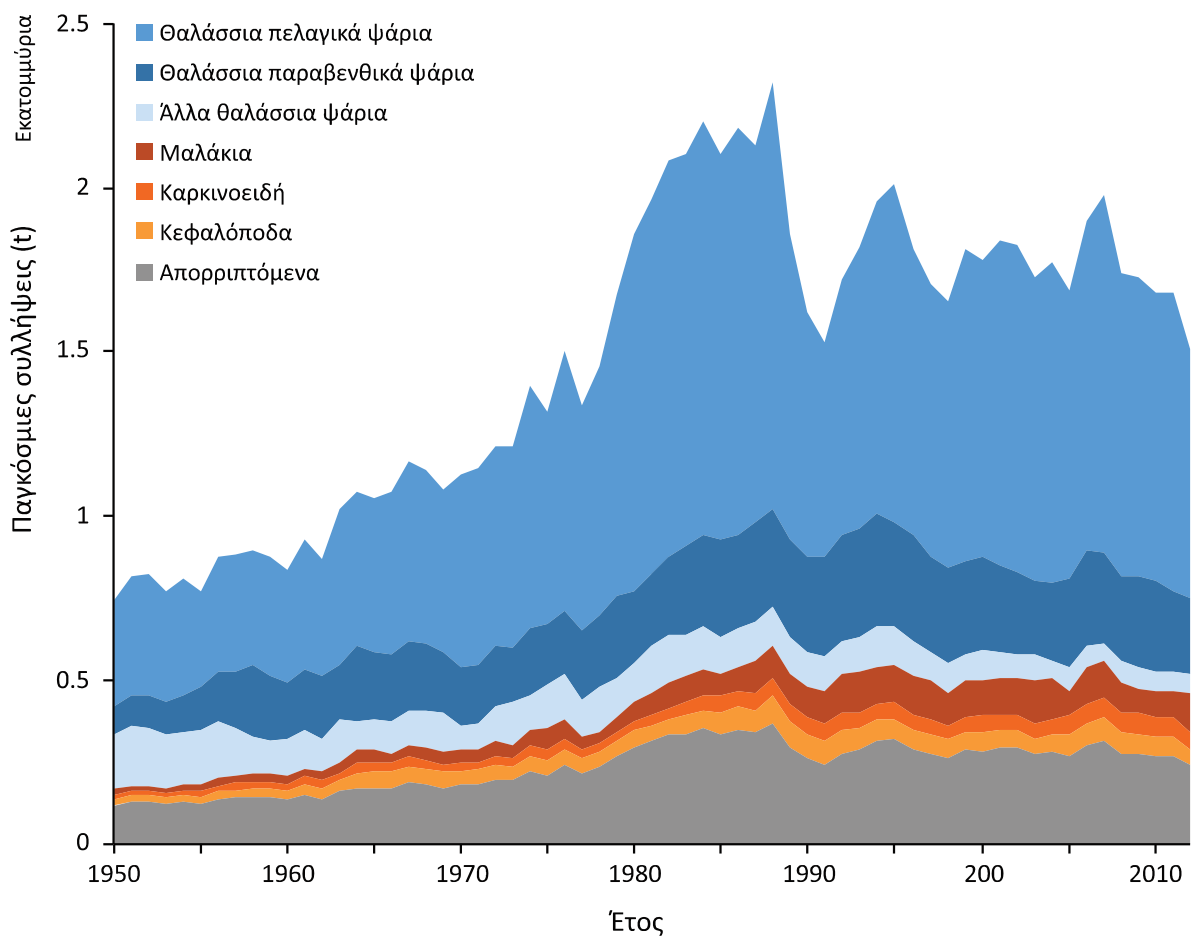 Εκατομμύρια
Παγκόσμιες συλλήψεις (t)
2.5
2
1.5
1
0.5
0
Θαλάσσια πελαγικά ψάρια
Θαλάσσια παραβενθικά ψάρια
Άλλα θαλάσσια ψάρια
Μαλάκια
Καρκινοειδή
Κεφαλόποδα
Απορριπτόμενα
1950 1960 1970 1980 1990 200 2010
Έτος